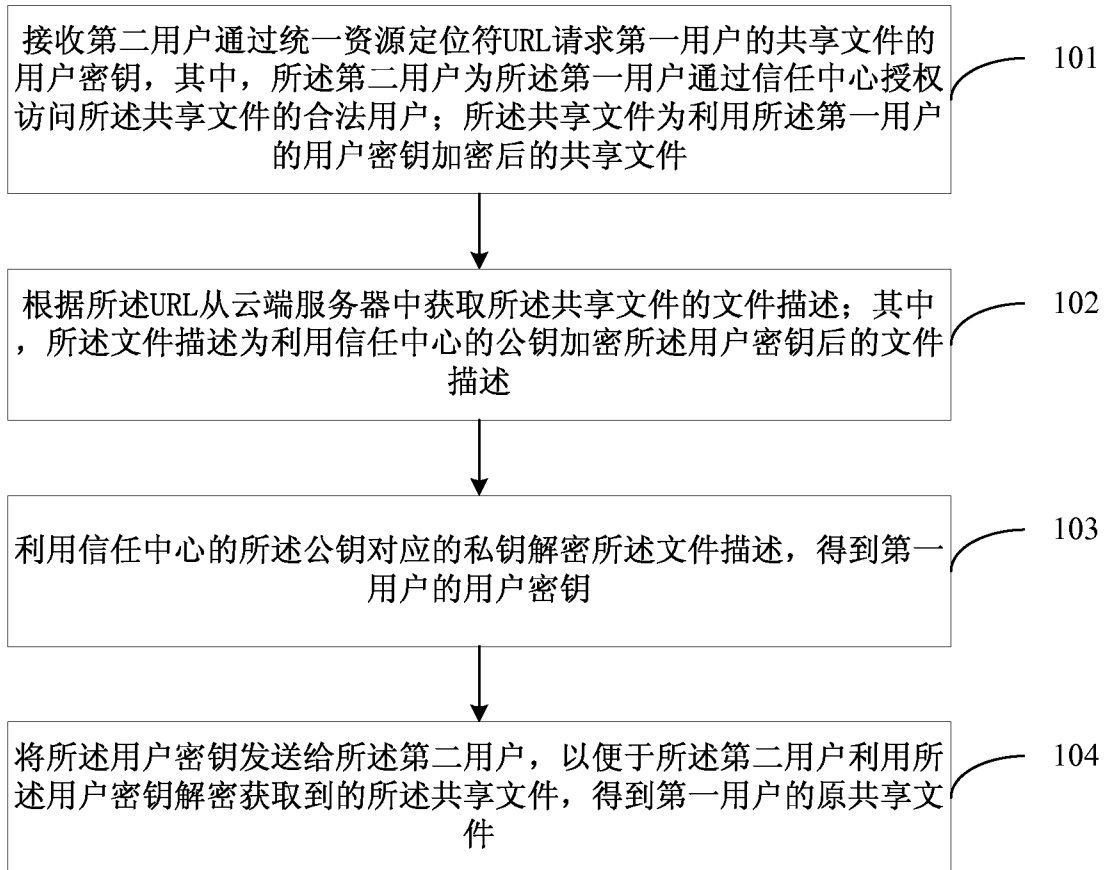 接收第二用户通过统一资源定位符URL请求第一用户的共享文件的
用户密钥，其中，所述第二用户为所述第一用户通过信任中心授权
访问所述共享文件的合法用户；所述共享文件为利用所述第一用户
的用户密钥加密后的共享文件
101
根据所述URL从云端服务器中获取所述共享文件的文件描述；其中
，所述文件描述为利用信任中心的公钥加密所述用户密钥后的文件
描述
102
利用信任中心的所述公钥对应的私钥解密所述文件描述，得到第一
用户的用户密钥
103
将所述用户密钥发送给所述第二用户，以便于所述第二用户利用所
述用户密钥解密获取到的所述共享文件，得到第一用户的原共享文
件
104